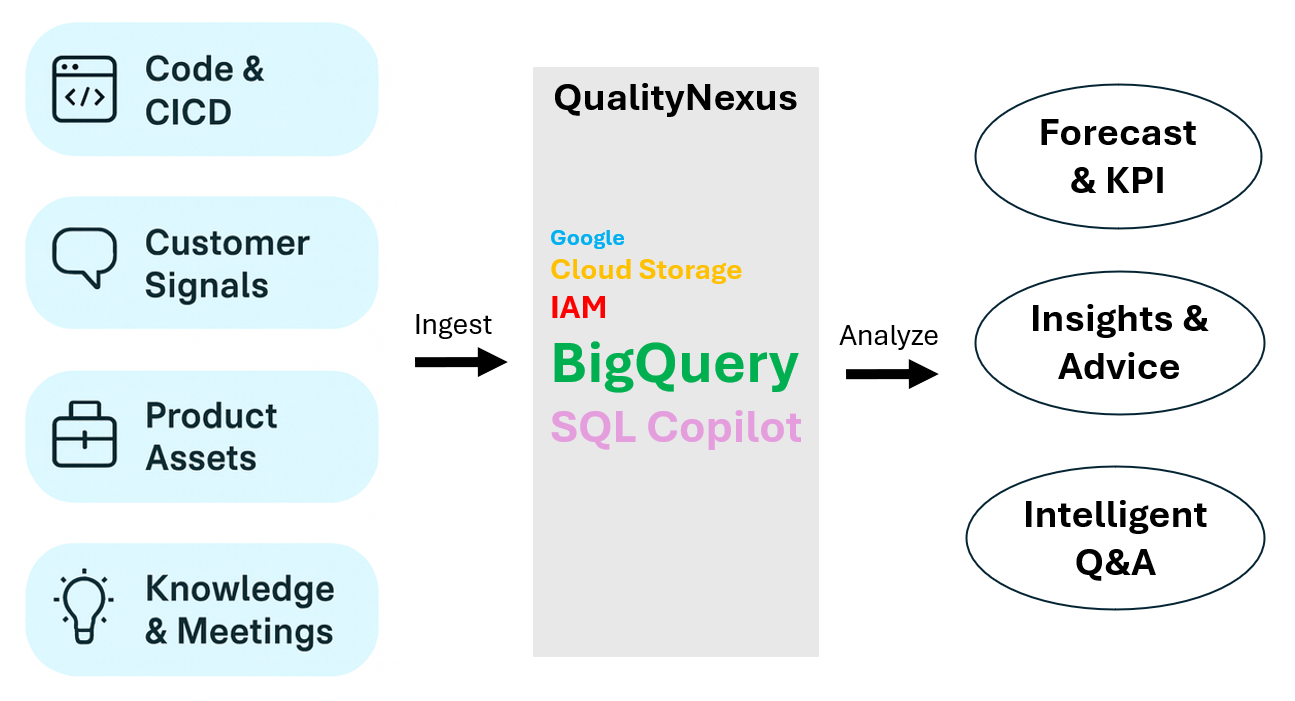 Code &
CICD
Customer
Signals
Product
Assets
Knowledge
& Meetings
Ingest
QualityNexus
Google
Cloud Storage
IAM
BigQuery
SQL Copilot
Analyze
Forecast
& KPI
Insights &
Advice
Intelligent
Q&A